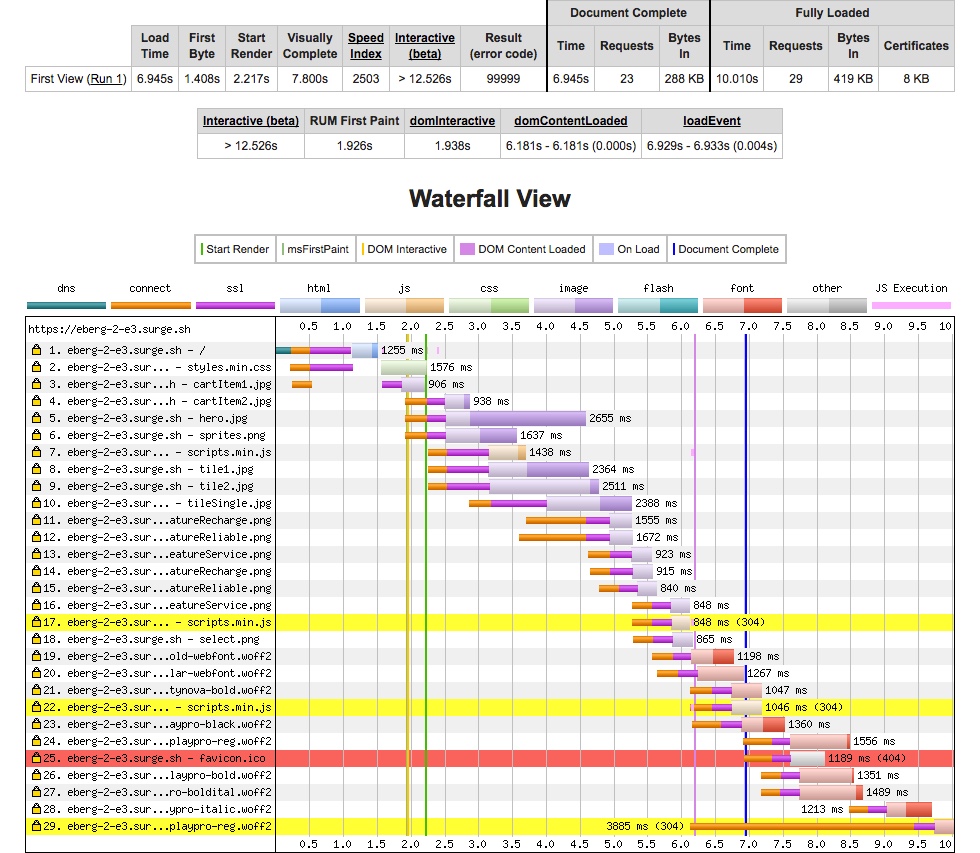 Document Complete Fully Loaded
Load Time First Byte Start Render Visually Complete Speed Index Interactive (beta) Result (error code) Time Requests Bytes In Time Requests Bytes In Certificates
First View (Run 1) 6.945s 1.408s 2.217s 7.800s 2503 > 12.526s 99999 6.945s 23 288 KB 10.010s 29 419 KB 8 KB
Interactive (beta) RUM First Paint domInteractive domContentLoaded loadEvent
> 12.526s 1.926s 1.938s 6.181s - 6.181s (0.000s) 6.929s - 6.933s (0.004s)
Waterfall View
Start Render msFirstPaint DOM Interactive DOM Content Loaded On Load Document Complete
dns connect ssl html js css image flash font other JS Execution
https://eberg-2-e3.surge.sh 0.5 1.0 1.5 2.0 2.5 3.0 3.5 4.0 4.5 5.0 5.5 6.0 6.5 7.0 7.5 8.0 8.5 9.0 9.5 10
1. eberg-2-e3.surge.sh - / 1255 ms
2. eberg-2-e3.sur... - styles.min.css 1576 ms
3. eberg-2-e3.sur...h - cartItem1.jpg 906 ms
4. eberg-2-e3.sur...h - cartItem2.jpg 938 ms
5. eberg-2-e3.surge.sh - hero.jpg 2655 ms
6. eberg-2-e3.surge.sh - sprites.png 1637 ms
7. eberg-2-e3.sur... - scripts.min.js 1438 ms
8. eberg-2-e3.surge.sh - tile1.jpg 2364 ms
9. eberg-2-e3.surge.sh - tile2.jpg 2511 ms
10. eberg-2-e3.sur... - tileSingle.jpg 2388 ms
11. eberg-2-e3.sur...atureRecharge.png 1555 ms
12. eberg-2-e3.sur...atureReliable.png 1672 ms
13. eberg-2-e3.sur...eatureService.png 923 ms
14. eberg-2-e3.sur...atureRecharge.png 915 ms
15. eberg-2-e3.sur...atureReliable.png 840 ms
16. eberg-2-e3.sur...eatureService.png 848 ms
17. eberg-2-e3.sur... - scripts.min.js 848 ms (304)
18. eberg-2-e3.surge.sh - select.png 865 ms
19. eberg-2-e3.sur...old-webfont.woff2 1198 ms
20. eberg-2-e3.sur...lar-webfont.woff2 1267 ms
21. eberg-2-e3.sur...tynova-bold.woff2 1047 ms
22. eberg-2-e3.sur... - scripts.min.js 1046 ms (304)
23. eberg-2-e3.sur...aypro-black.woff2 1360 ms
24. eberg-2-e3.sur...playpro-reg.woff2 1556 ms
25. eberg-2-e3.surge.sh - favicon.ico 1189 ms (404)
26. eberg-2-e3.sur...laypro-bold.woff2 1351 ms
27. eberg-2-e3.sur...ro-boldital.woff2 1489 ms
28. eberg-2-e3.sur...ypro-italic.woff2 1213 ms
29. eberg-2-e3.sur...playpro-reg.woff2 3885 ms (304)
0.5 1.0 1.5 2.0 2.5 3.0 3.5 4.0 4.5 5.0 5.5 6.0 6.5 7.0 7.5 8.0 8.5 9.0 9.5 10